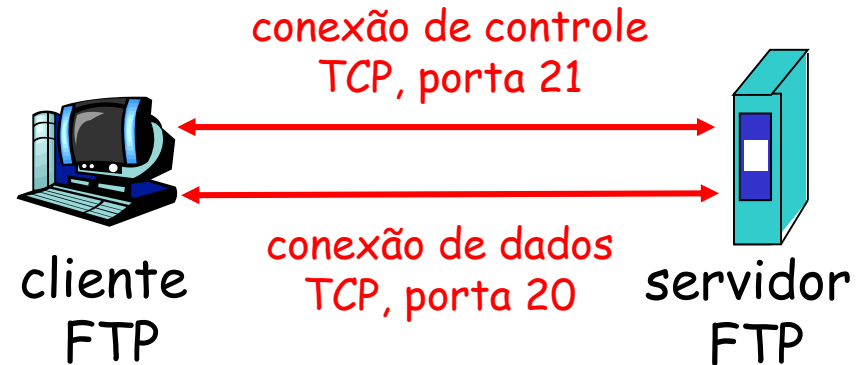 conexão de controle
TCP, porta 21
conexão de dados
TCP, porta 20
cliente
FTP
servidor
FTP